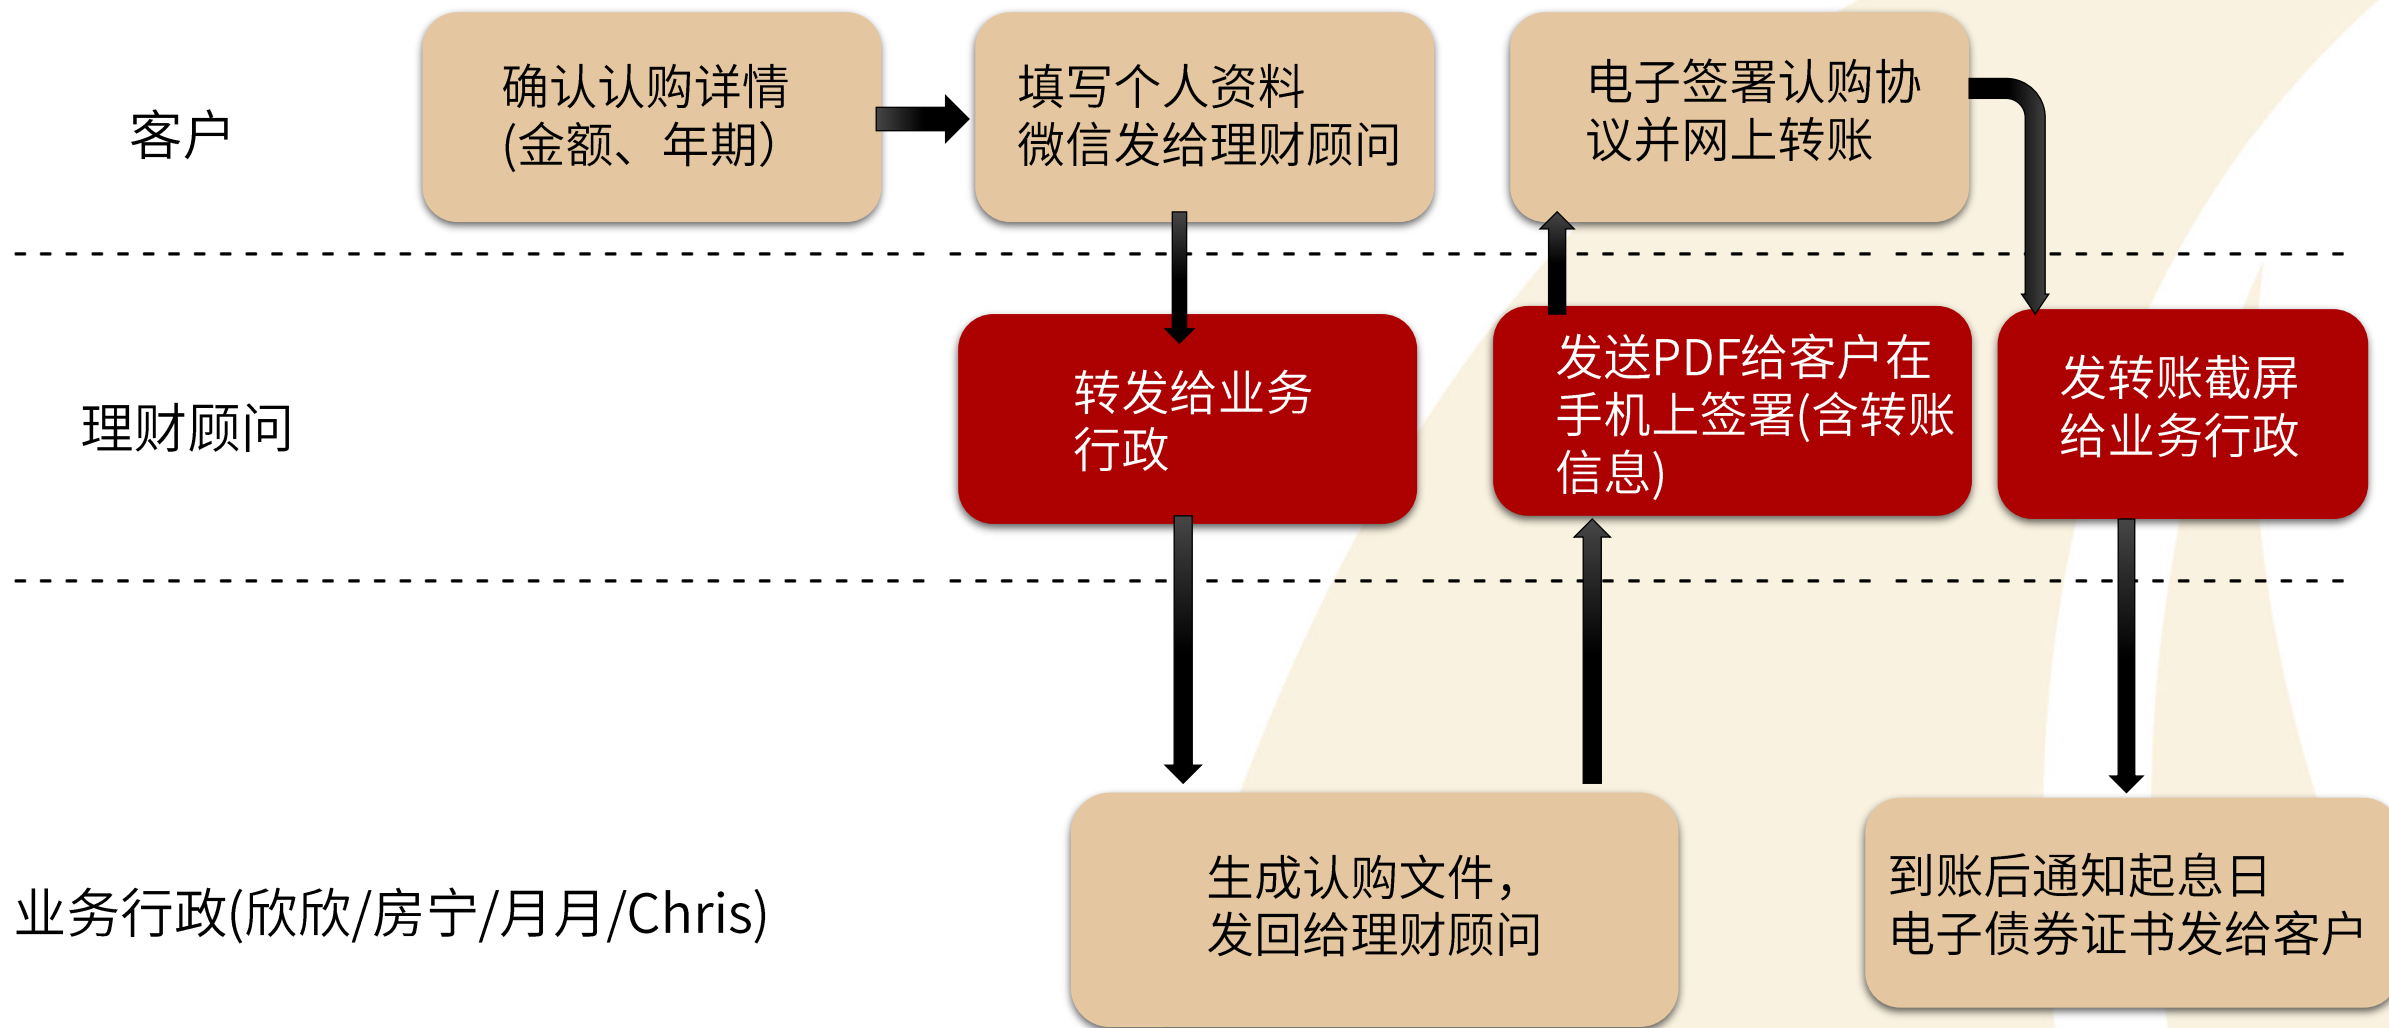 客户
确认认购详情
(金额、年期）
填写个人资料
微信发给理财顾问
电子签署认购协
议并网上转账
理财顾问
转发给业务
行政
发送PDF给客户在
手机上签署(含转账
信息)
发转账截屏
给业务行政
业务行政(欣欣/房宁/月月/Chris)
生成认购文件，
发回给理财顾问
到账后通知起息日
电子债券证书发给客户